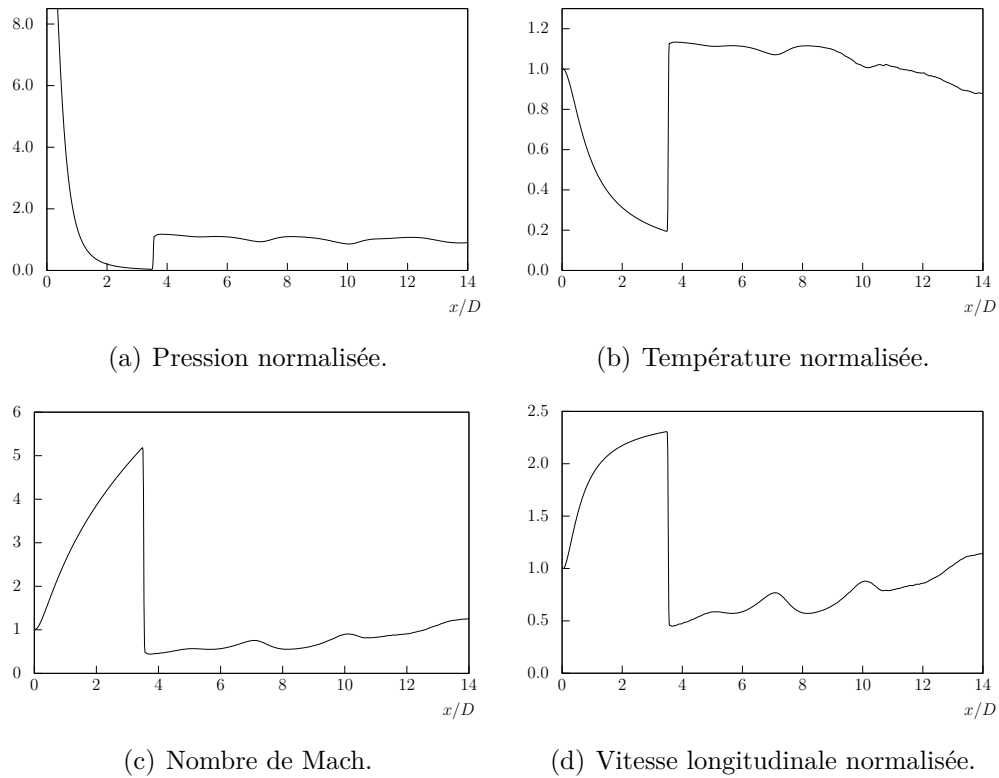 8.0
6.0
4.0
2.0
0.0
0 2 4 6 8 10 12 14
x/D
(a) Pression normalisée.
1.2
1.0
0.8
0.6
0.4
0.2
0.0
0 2 4 6 8 10 12 14
x/D
(b) Température normalisée.
6
5
4
3
2
1
0
0 2 4 6 8 10 12 14
x/D
(c) Nombre de Mach.
2.5
2.0
1.5
1.0
0.5
0.0
0 2 4 6 8 10 12 14
x/D
(d) Vitesse longitudinale normalisée.